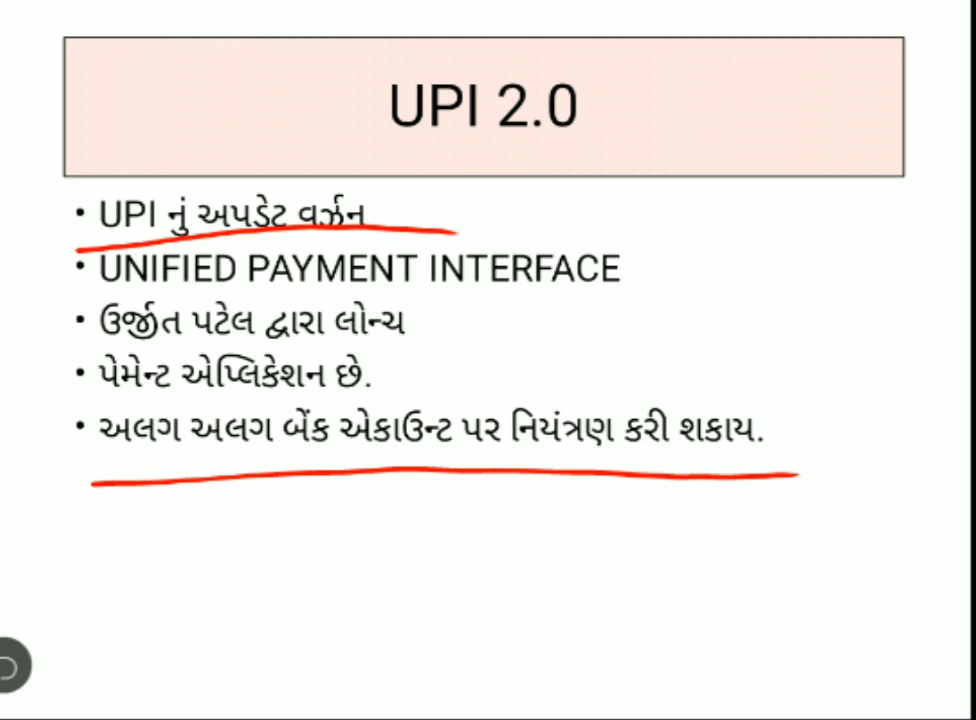 UPI 2.0
• UPI નું અપડેટ વર્ઝન
• UNIFIED PAYMENT INTERFACE
• ઉર્જીત પટેલ દ્વારા લોન્ચ
• પેમેન્ટ એપ્લિકેશન છે.
• અલગ અલગ બેંક એકાઉન્ટ પર નિયંત્રણ કરી શકાય.